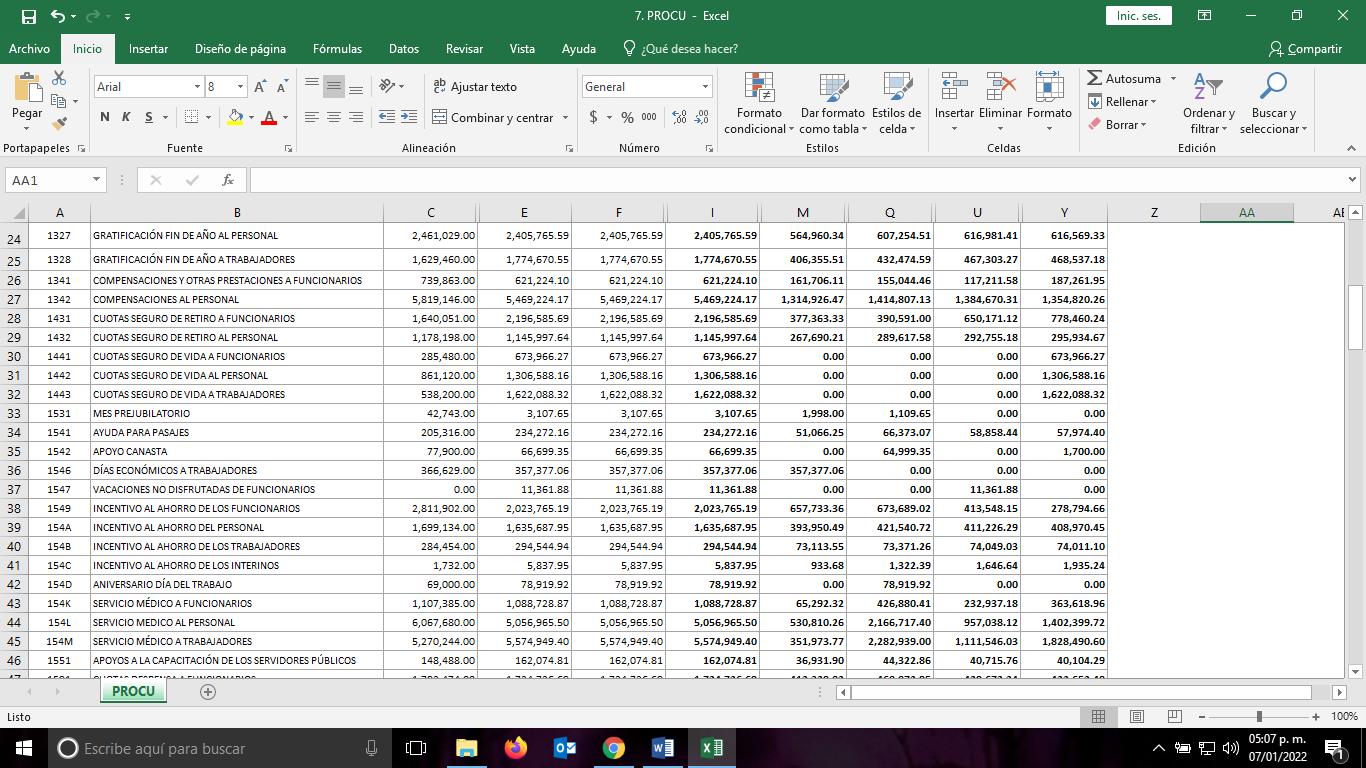 7. PROCU - Excel
Inic. ses.
Archivo Inicio Insertar Diseño de página Fórmulas Datos Revisar Vista Ayuda ¿Qué desea hacer? Compartir
Pegar
Arial 8
N K S
Ajustar texto
Combinar y centrar
General
$ % 000
Formato condicional
Dar formato como tabla
Estilos de celda
Insertar Eliminar Formato
Autosuma
Rellenar
Borrar
Ordenar y filtrar
Buscar y seleccionar
Portapapeles Fuente Alineación Número Estilos Celdas Edición
AA1 fx
A B C E F I M Q U Y Z AA AE
24 1327 GRATIFICACIÓN FIN DE AÑO AL PERSONAL 2,461,029.00 2,405,765.59 2,405,765.59 2,405,765.59 564,960.34 607,254.51 616,981.41 616,569.33
25 1328 GRATIFICACIÓN FIN DE AÑO A TRABAJADORES 1,629,460.00 1,774,670.55 1,774,670.55 1,774,670.55 406,355.51 432,474.59 467,303.27 468,537.18
26 1341 COMPENSACIONES Y OTRAS PRESTACIONES A FUNCIONARIOS 739,863.00 621,224.10 621,224.10 621,224.10 161,706.11 155,044.46 117,211.58 187,261.95
27 1342 COMPENSACIONES AL PERSONAL 5,819,146.00 5,469,224.17 5,469,224.17 5,469,224.17 1,314,926.47 1,414,807.13 1,384,670.31 1,354,820.26
28 1431 CUOTAS SEGURO DE RETIRO A FUNCIONARIOS 1,640,051.00 2,196,585.69 2,196,585.69 2,196,585.69 377,363.33 390,591.00 650,171.12 778,460.24
29 1432 CUOTAS SEGURO DE RETIRO AL PERSONAL 1,178,198.00 1,145,997.64 1,145,997.64 1,145,997.64 267,690.21 289,617.58 292,755.18 295,934.67
30 1441 CUOTAS SEGURO DE VIDA A FUNCIONARIOS 285,480.00 673,966.27 673,966.27 673,966.27 0.00 0.00 0.00 673,966.27
31 1442 CUOTAS SEGURO DE VIDA AL PERSONAL 861,120.00 1,306,588.16 1,306,588.16 1,306,588.16 0.00 0.00 0.00 1,306,588.16
32 1443 CUOTAS SEGURO DE VIDA A TRABAJADORES 538,200.00 1,622,088.32 1,622,088.32 1,622,088.32 0.00 0.00 0.00 1,622,088.32
33 1531 MES PREJUBILATORIO 42,743.00 3,107.65 3,107.65 3,107.65 1,998.00 1,109.65 0.00 0.00
34 1541 AYUDA PARA PASAJES 205,316.00 234,272.16 234,272.16 234,272.16 51,066.25 66,373.07 58,858.44 57,974.40
35 1542 APOYO CANASTA 77,900.00 66,699.35 66,699.35 66,699.35 0.00 64,999.35 0.00 1,700.00
36 1546 DÍAS ECONÓMICOS A TRABAJADORES 366,629.00 357,377.06 357,377.06 357,377.06 357,377.06 0.00 0.00 0.00
37 1547 VACACIONES NO DISFRUTADAS DE FUNCIONARIOS 0.00 11,361.88 11,361.88 11,361.88 0.00 0.00 11,361.88 0.00
38 1549 INCENTIVO AL AHORRO DE LOS FUNCIONARIOS 2,811,902.00 2,023,765.19 2,023,765.19 2,023,765.19 657,733.36 673,689.02 413,548.15 278,794.66
39 154A INCENTIVO AL AHORRO DEL PERSONAL 1,699,134.00 1,635,687.95 1,635,687.95 1,635,687.95 393,950.49 421,540.72 411,226.29 408,970.45
40 154B INCENTIVO AL AHORRO DE LOS TRABAJADORES 284,454.00 294,544.94 294,544.94 294,544.94 73,113.55 73,371.26 74,049.03 74,011.10
41 154C INCENTIVO AL AHORRO DE LOS INTERINOS 1,732.00 5,837.95 5,837.95 5,837.95 933.68 1,322.39 1,646.64 1,935.24
42 154D ANIVERSARIO DÍA DEL TRABAJO 69,000.00 78,919.92 78,919.92 78,919.92 0.00 78,919.92 0.00 0.00
43 154K SERVICIO MÉDICO A FUNCIONARIOS 1,107,385.00 1,088,728.87 1,088,728.87 1,088,728.87 65,292.32 426,880.41 232,937.18 363,618.96
44 154L SERVICIO MEDICO AL PERSONAL 6,067,680.00 5,056,965.50 5,056,965.50 5,056,965.50 530,810.26 2,166,717.40 957,038.12 1,402,399.72
45 154M SERVICIO MÉDICO A TRABAJADORES 5,270,244.00 5,574,949.40 5,574,949.40 5,574,949.40 351,973.77 2,282,939.00 1,111,546.03 1,828,490.60
46 1551 APOYOS A LA CAPACITACIÓN DE LOS SERVIDORES PÚBLICOS 148,488.00 162,074.81 162,074.81 162,074.81 36,931.90 44,322.86 40,715.76 40,104.29
PROCU
Listo 100%
Escribe aquí para buscar
05:07 p. m.
07/01/2022
1